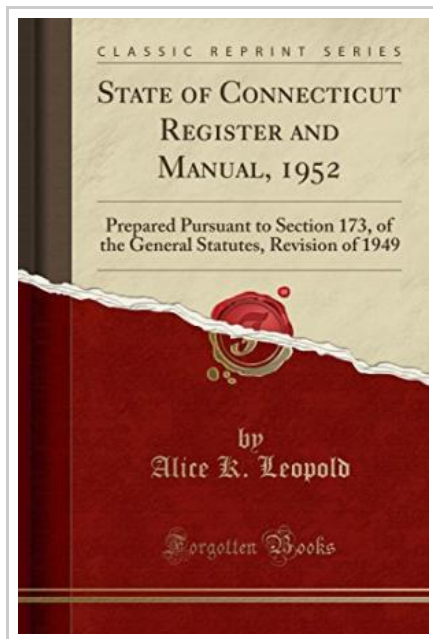 CLASSIC REPRINT SERIES
STATE OF CONNECTICUT
REGISTER AND
MANUAL, 1952
Prepared Pursuant to Section 173, of
the General Statutes, Revision of 1949
by
Alice K. Leopold
Forgotten Books